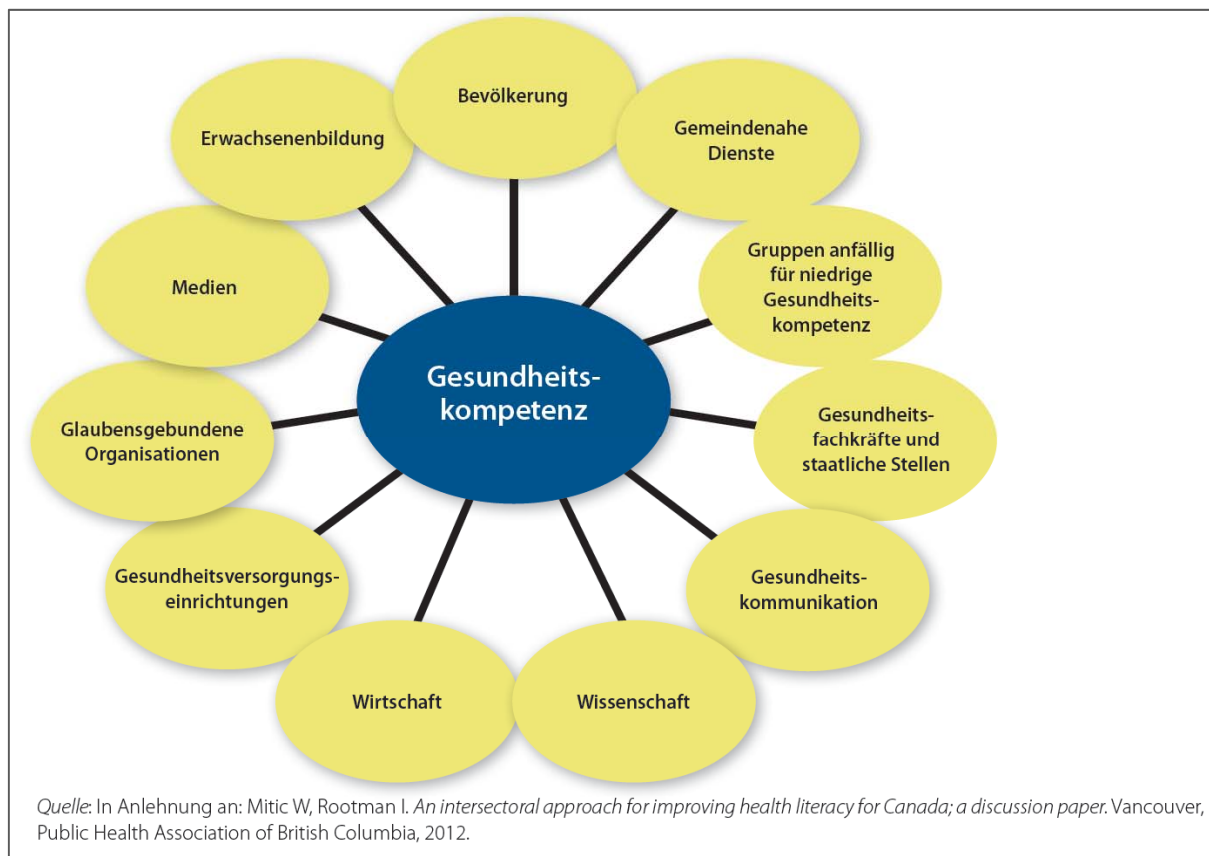 Bevölkerung
Gemeindenahe
Dienste
Gruppen anfällig
für niedrige
Gesundheits-
kompetenz
Gesundheits-
fachkräfte und
staatliche Stellen
Gesundheits-
kommunikation
Wissenschaft
Wirtschaft
Gesundheitsversorgungs-
einrichtungen
Glaubensgebundene
Organisationen
Medien
Erwachsenenbildung
Gesundheits-
kompetenz
Quelle: In Anlehnung an: Mitic W, Rootman I. An intersectoral approach for improving health literacy for Canada; a discussion paper. Vancouver,
Public Health Association of British Columbia, 2012.